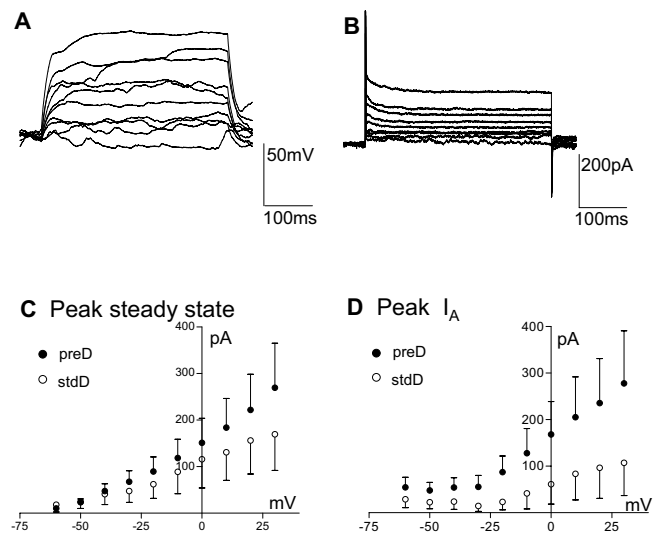 A
B
50mV
100ms
200pA
100ms
C Peak steady state
pA
preD
stdD
400
300
200
100
mV
-75 -50 -25 0 25
D Peak I_A
pA
preD
stdD
400
300
200
100
mV
-75 -50 -25 0 25